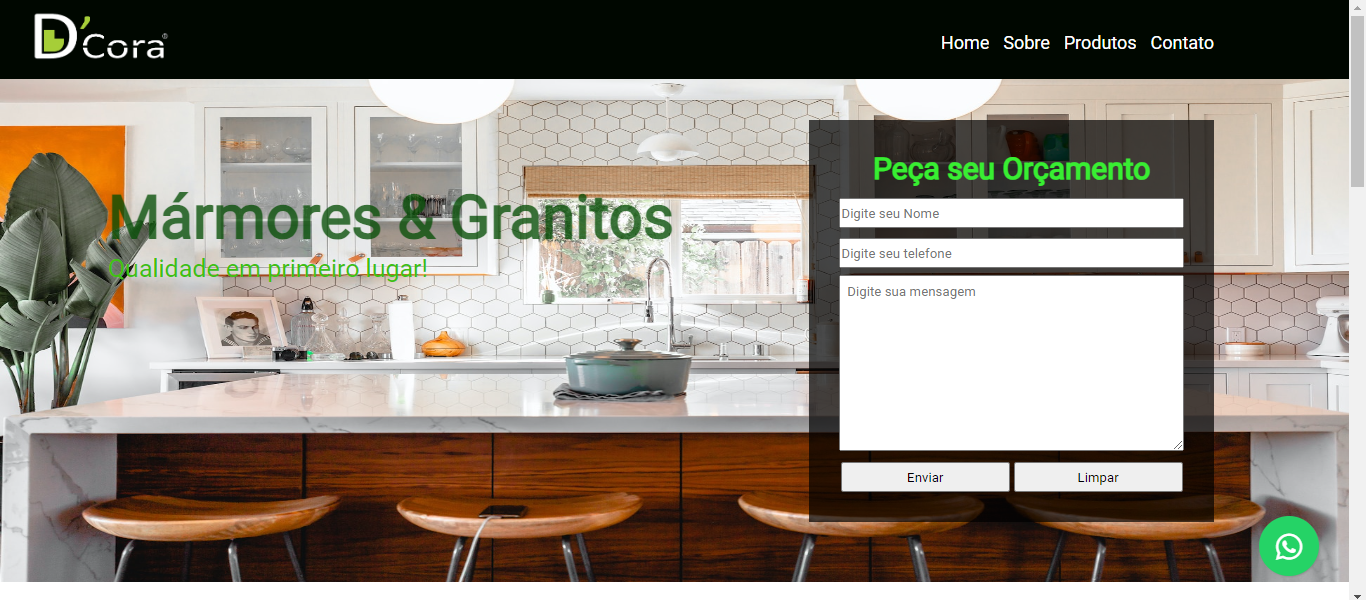 D'Cora®
Home Sobre Produtos Contato
Mármores & Granitos
Qualidade em primeiro lugar!
Peça seu Orçamento
Digite seu Nome
Digite seu telefone
Digite sua mensagem
Enviar Limpar